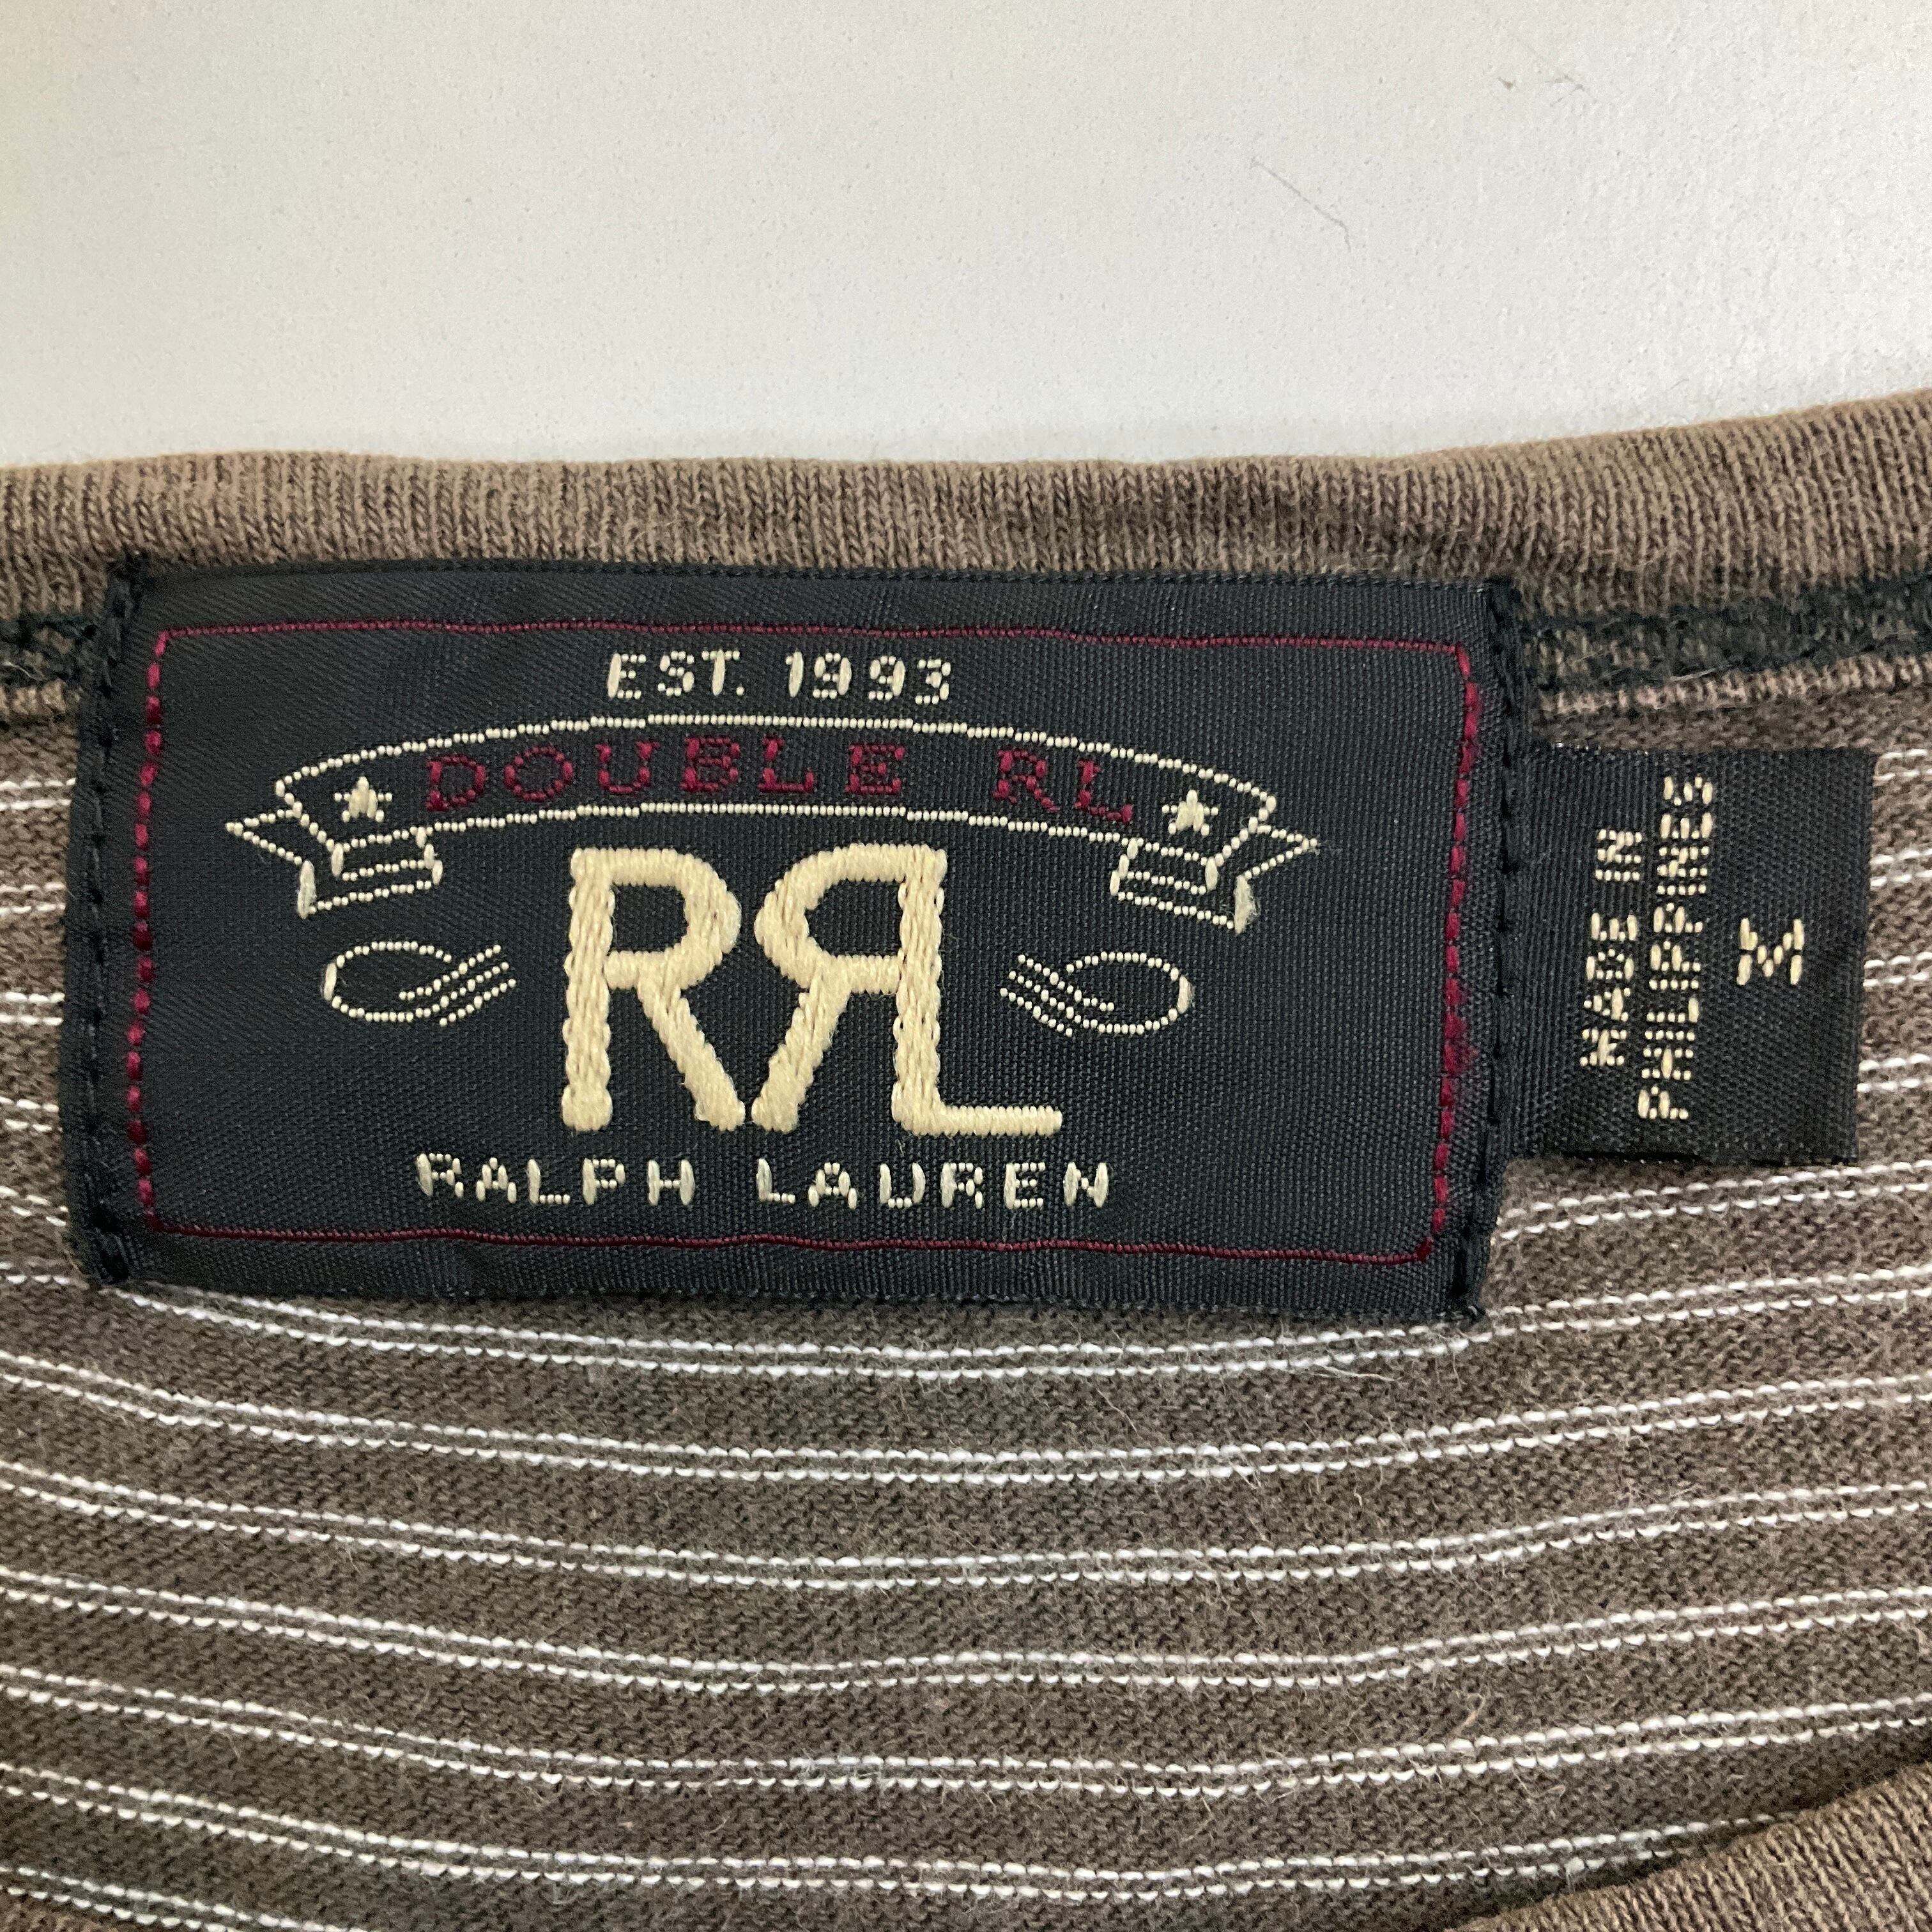 EST. 1993
DOUBLE RL
RRL
RALPH LAUREN
MADE IN
PHILIPPINES
M